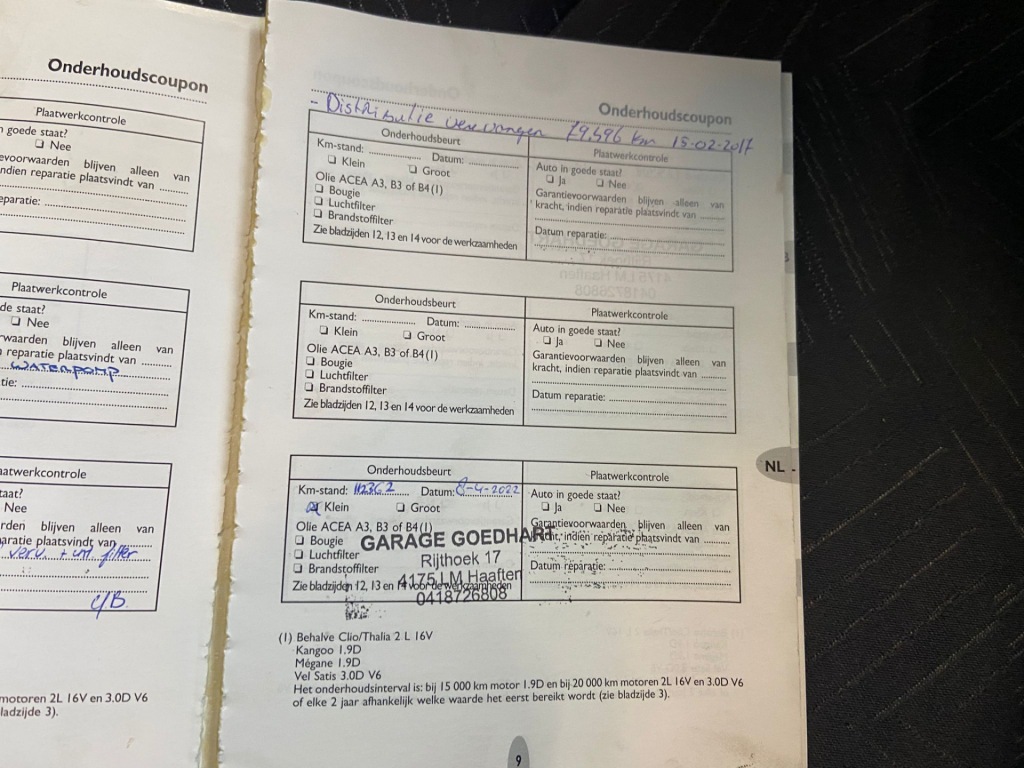 Onderhoudscoupon
Plaatwerkcontrole
n goede staat?
❑ Nee
evoorwaarden blijven alleen van
indien reparatie plaatsvindt van ..........
eparatie:
Plaatwerkcontrole
de staat?
❑ Nee
rwaarden blijven alleen van
n reparatie plaatsvindt van ..........
WATERPOMP
tie:
aatwerkcontrole
taat?
Nee
rden blijven alleen van
aratie plaatsvindt van
verv. + int filter
motoren 2L 16V en 3.0D V6
ladzijde 3).
Onderhoudscoupon
- Distributie vervangen 79.596 km 15-02-2017
Onderhoudsbeurt
Km-stand: .................... Datum: ....................
❑ Klein ❑ Groot
Olie ACEA A3, B3 of B4(1)
❑ Bougie
❑ Luchtfilter
❑ Brandstoffilter
Zie bladzijden 12, 13 en 14 voor de werkzaamheden
Plaatwerkcontrole
Auto in goede staat?
❑ Ja ❑ Nee
Garantievoorwaarden blijven alleen van
kracht, indien reparatie plaatsvindt van ..........
Datum reparatie:
Onderhoudsbeurt
Km-stand: .................... Datum: ....................
❑ Klein ❑ Groot
Olie ACEA A3, B3 of B4(1)
❑ Bougie
❑ Luchtfilter
❑ Brandstoffilter
Zie bladzijden 12, 13 en 14 voor de werkzaamheden
Plaatwerkcontrole
Auto in goede staat?
❑ Ja ❑ Nee
Garantievoorwaarden blijven alleen van
kracht, indien reparatie plaatsvindt van ..........
Datum reparatie:
NL -
Onderhoudsbeurt
Km-stand: 112362 Datum: 8-4-2022
Klein ❑ Groot
Olie ACEA A3, B3 of B4(1)
❑ Bougie
❑ Luchtfilter
❑ Brandstoffilter
Zie bladzijden 12, 13 en 14 voor de werkzaamheden
GARAGE GOEDHART
Rijthoek 17
4175 LM Haaften
0418726808
Plaatwerkcontrole
Auto in goede staat?
❑ Ja ❑ Nee
Garantievoorwaarden blijven alleen van
kracht, indien reparatie plaatsvindt van ..........
Datum reparatie:
(1) Behalve Clio/Thalia 2 L 16V
Kangoo 1.9D
Mégane 1.9D
Vel Satis 3.0D V6
Het onderhoudsinterval is: bij 15 000 km motor 1.9D en bij 20 000 km motoren 2L 16V en 3.0D V6
of elke 2 jaar afhankelijk welke waarde het eerst bereikt wordt (zie bladzijde 3).
9